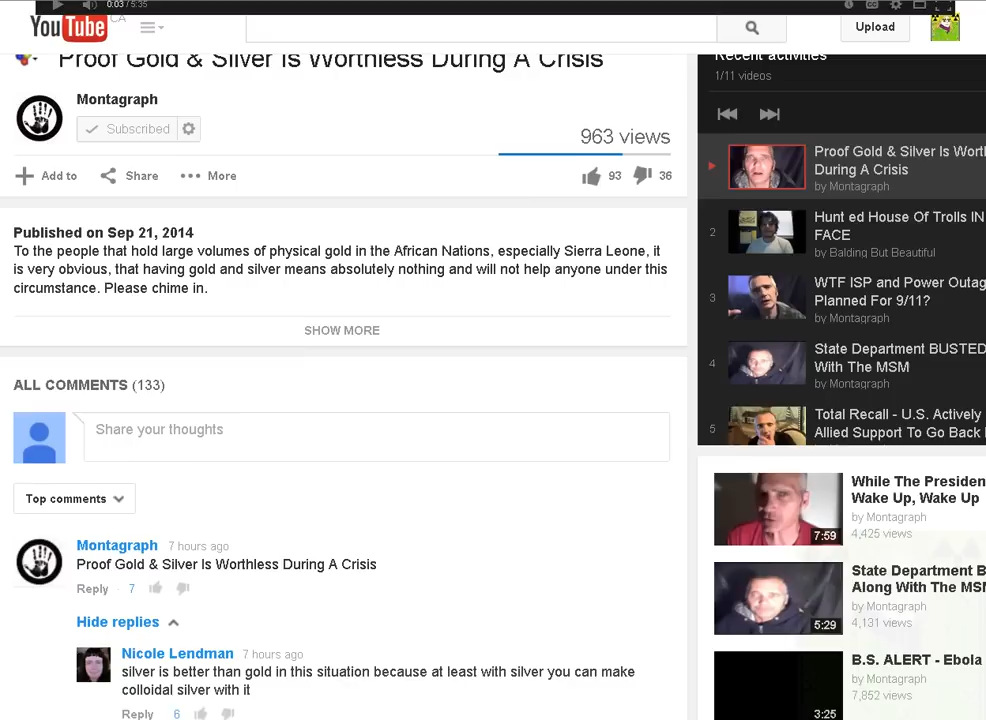 0:03 / 5:35
YouTube CA
Upload
Proof Gold & Silver Is Worthless During A Crisis
Montagraph
Subscribed
963 views
Add to
Share
More
93
36
Published on Sep 21, 2014
To the people that hold large volumes of physical gold in the African Nations, especially Sierra Leone, it
is very obvious, that having gold and silver means absolutely nothing and will not help anyone under this
circumstance. Please chime in.
SHOW MORE
ALL COMMENTS (133)
Share your thoughts
Top comments
Montagraph 7 hours ago
Proof Gold & Silver Is Worthless During A Crisis
Reply · 7
Hide replies
Nicole Lendman 7 hours ago
silver is better than gold in this situation because at least with silver you can make
colloidal silver with it
Reply · 6
Recent activities
1/11 videos
Proof Gold & Silver Is Worth
During A Crisis
by Montagraph
2
Hunt ed House Of Trolls IN
FACE
by Balding But Beautiful
3
WTF ISP and Power Outag
Planned For 9/11?
by Montagraph
4
State Department BUSTED
With The MSM
by Montagraph
5
Total Recall - U.S. Actively
Allied Support To Go Back
7:59
While The Presiden
Wake Up, Wake Up
by Montagraph
4,425 views
5:29
State Department B
Along With The MSM
by Montagraph
4,131 views
3:25
B.S. ALERT - Ebola
by Montagraph
7,852 views